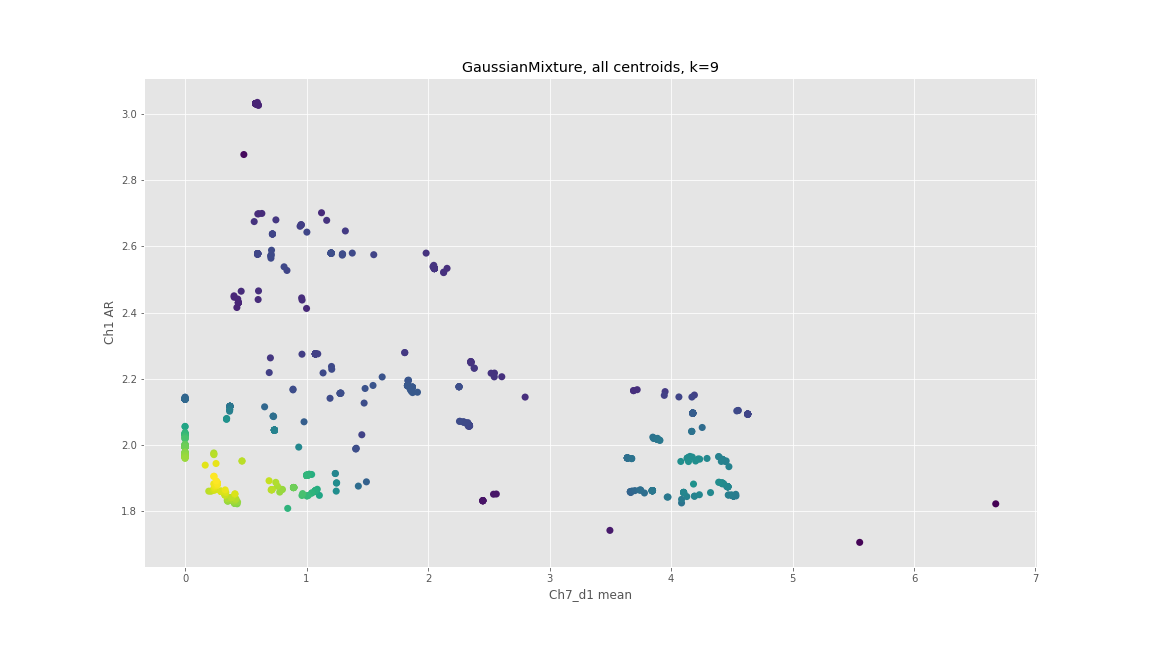 GaussianMixture, all centroids, k=9
3.0
2.8
2.6
2.4
2.2
2.0
1.8
Ch1 AR
0 1 2 3 4 5 6 7
Ch7_d1 mean